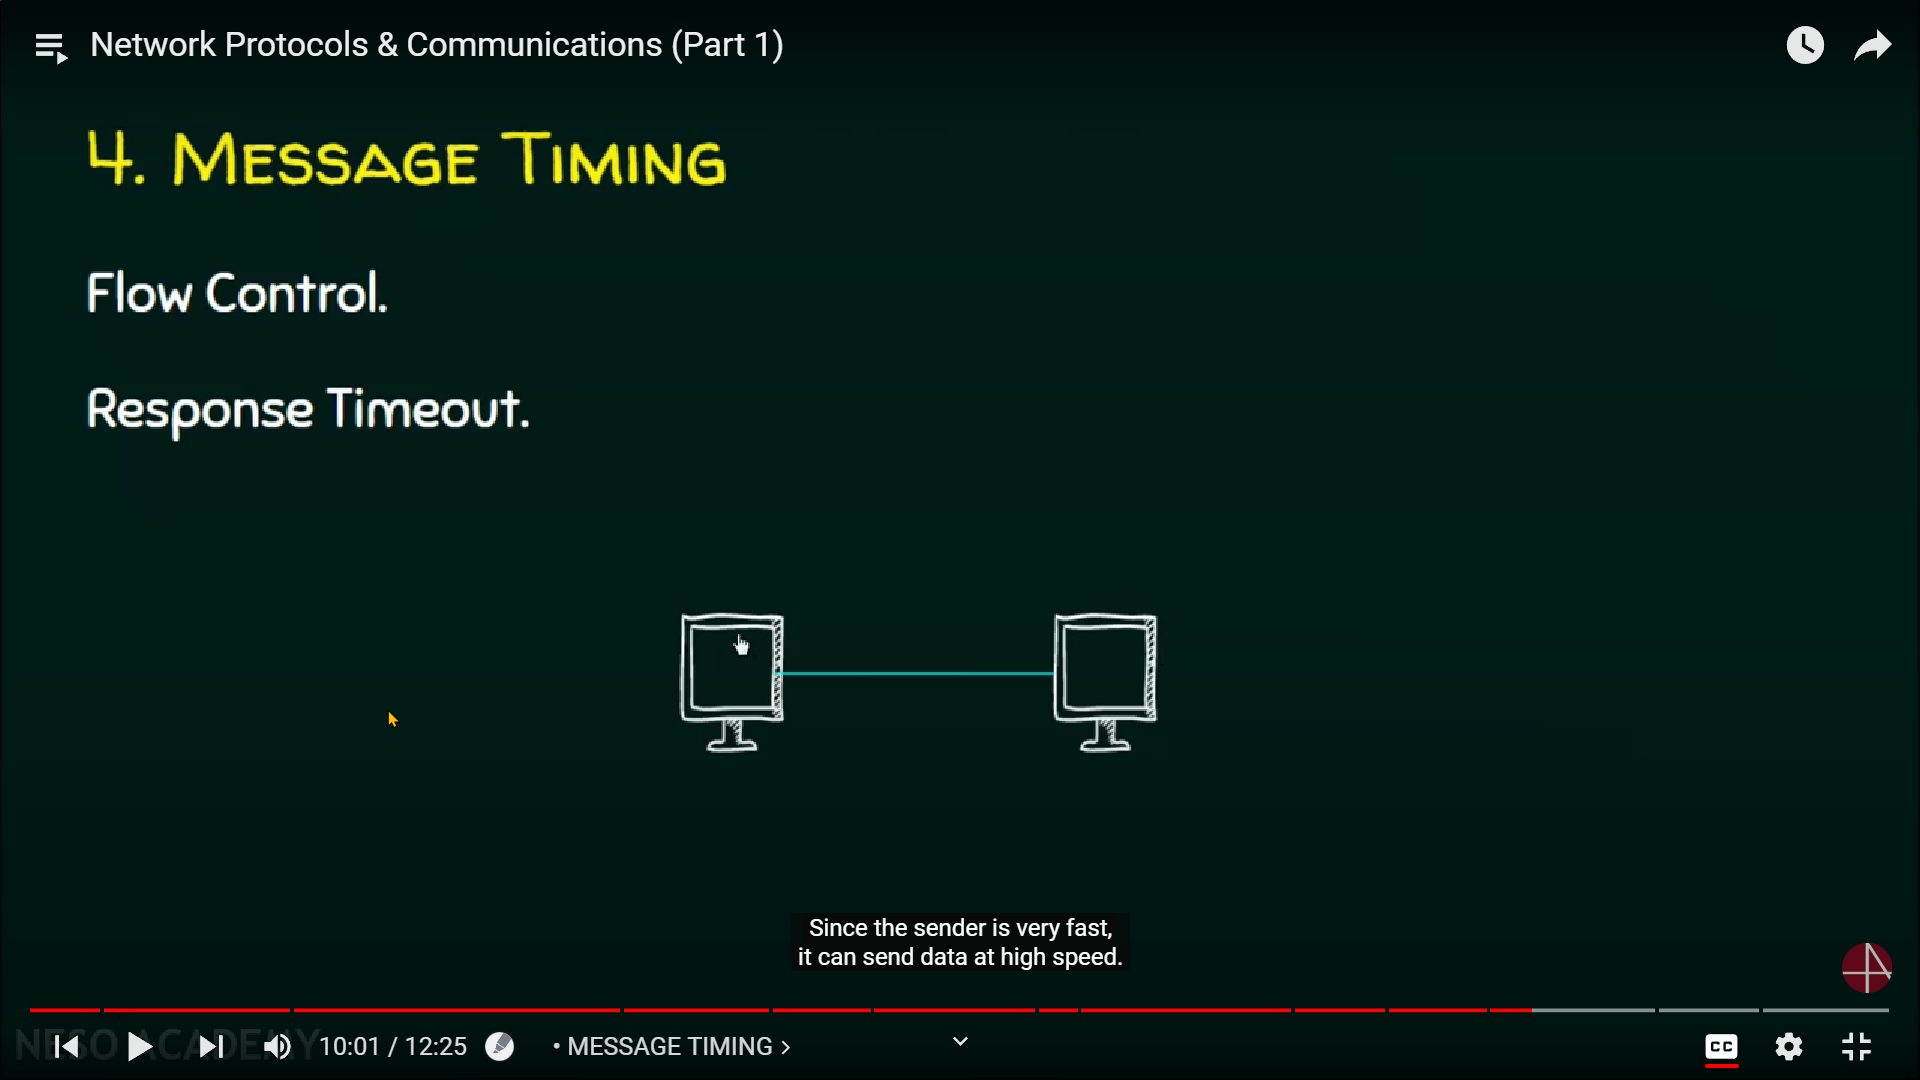 Network Protocols & Communications (Part 1)
4. MESSAGE TIMING
Flow Control.
Response Timeout.
Since the sender is very fast,
it can send data at high speed.
NESO ACADEMY
10:01 / 12:25 • MESSAGE TIMING >
CC